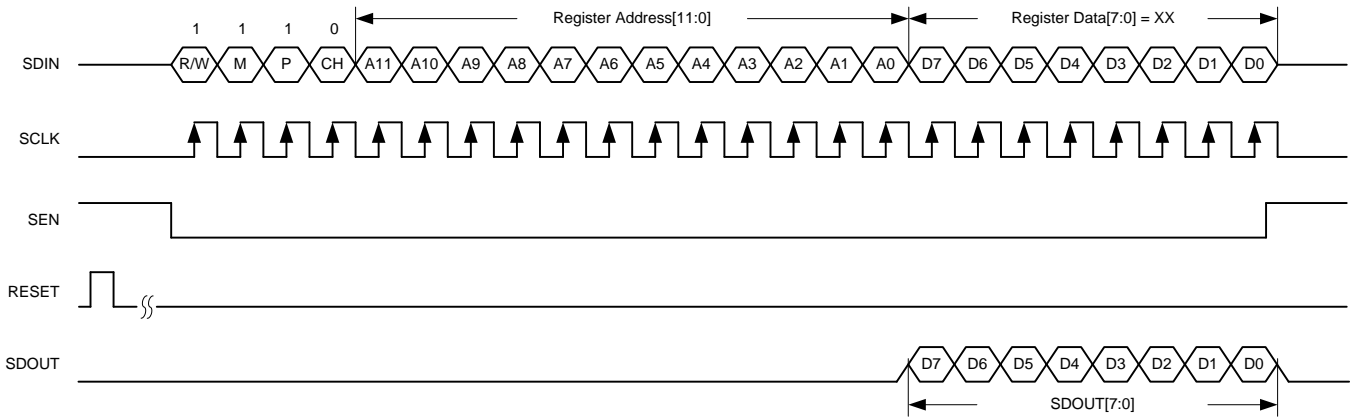 1 1 1 0 Register Address[11:0] Register Data[7:0] = XX
SDIN R/W M P CH A11 A10 A9 A8 A7 A6 A5 A4 A3 A2 A1 A0 D7 D6 D5 D4 D3 D2 D1 D0
SCLK
SEN
RESET
SDOUT D7 D6 D5 D4 D3 D2 D1 D0
SDOUT[7:0]